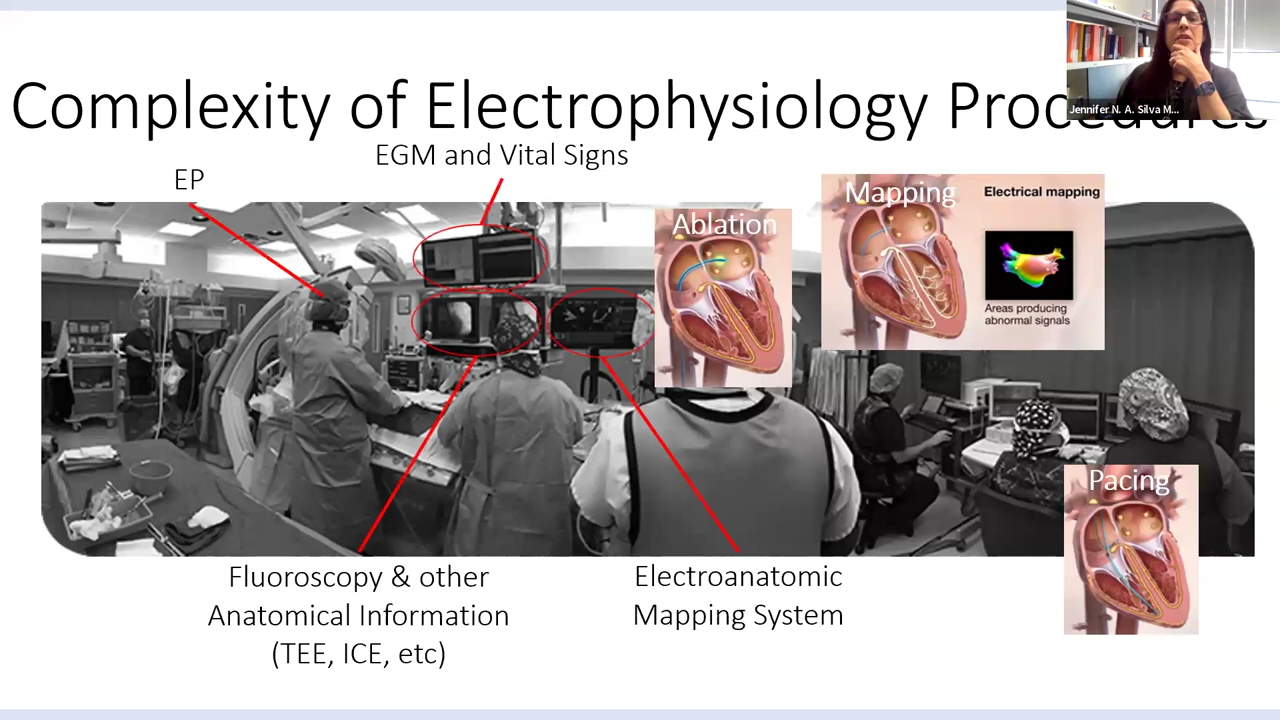 Complexity of Electrophysiology Procedures
Jennifer N. A. Silva M...
EGM and Vital Signs
EP
Ablation
Mapping
Electrical mapping
Areas producing
abnormal signals
Pacing
Fluoroscopy & other
Anatomical Information
(TEE, ICE, etc)
Electroanatomic
Mapping System